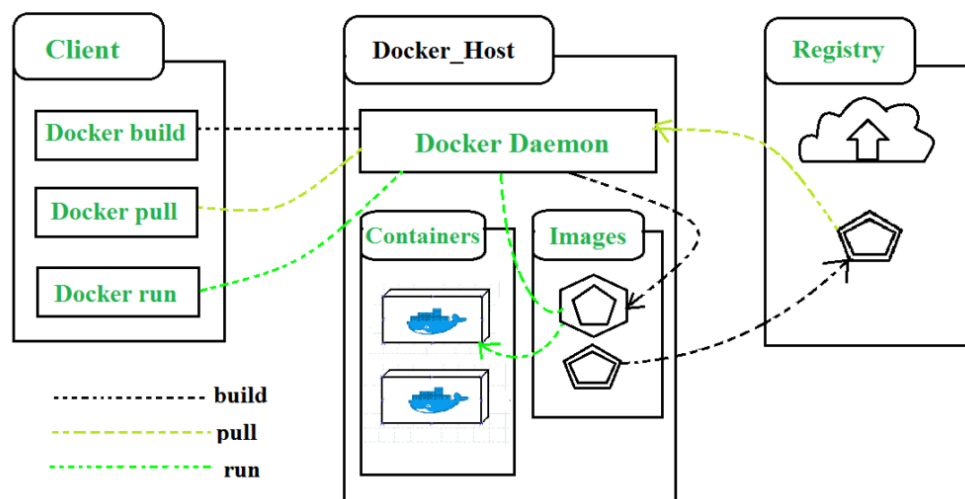 Client
Docker_Host
Registry
Docker build
Docker Daemon
Docker pull
Containers
Images
Docker run
build
pull
run